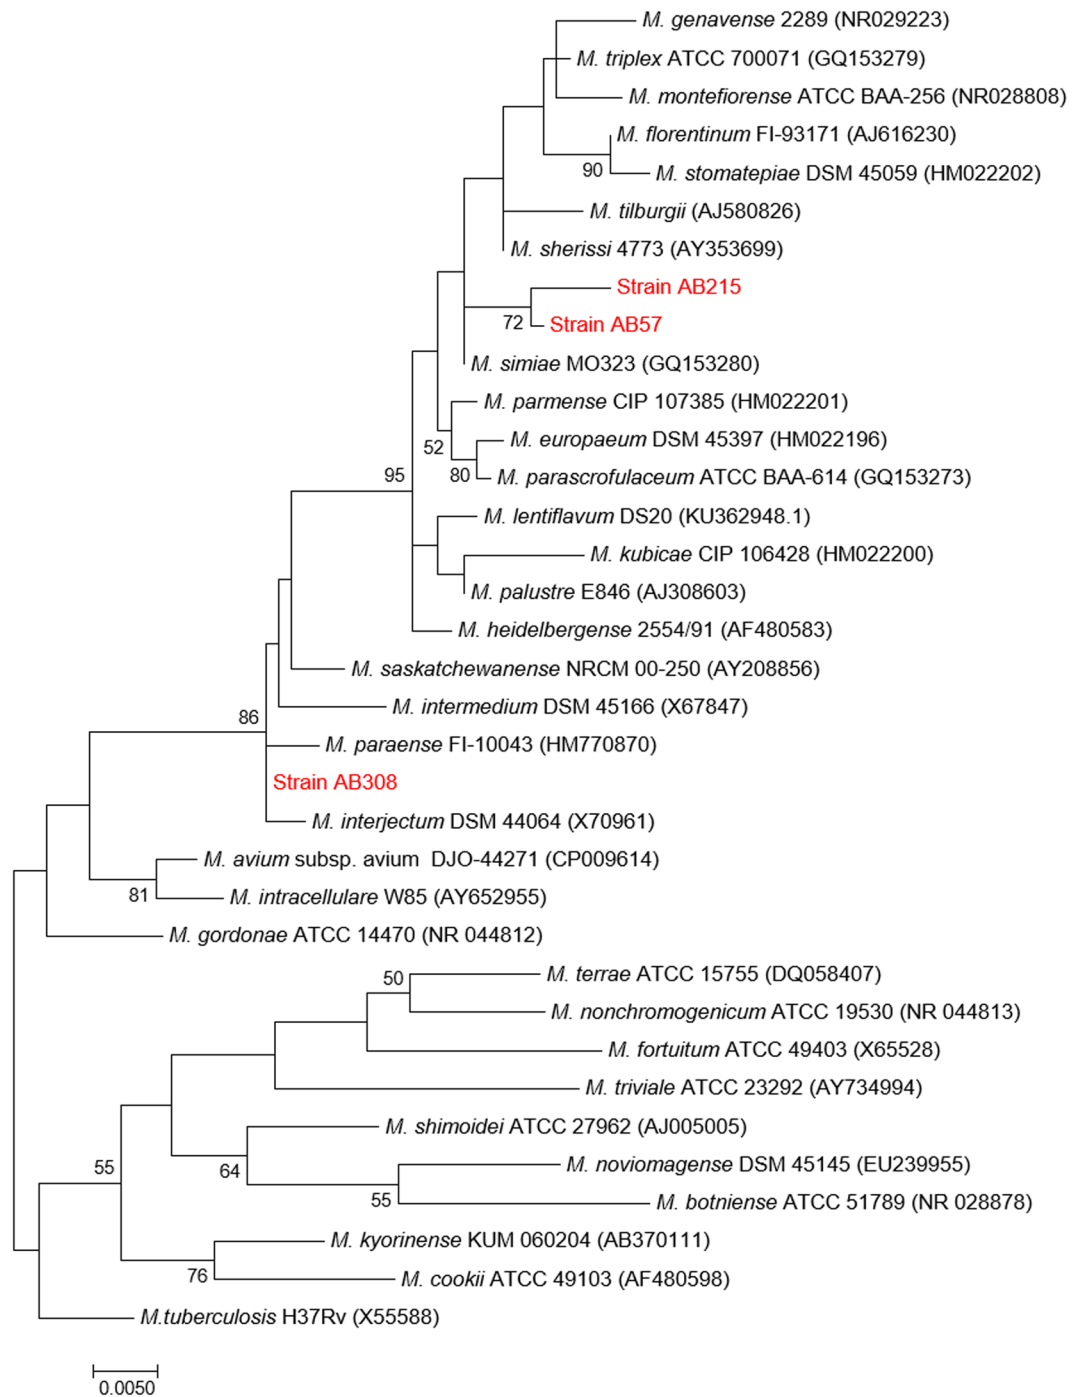 M. genavense 2289 (NR029223)
M. triplex ATCC 700071 (GQ153279)
M. montefiorense ATCC BAA-256 (NR028808)
M. florentinum FI-93171 (AJ616230)
90
M. stomatepiae DSM 45059 (HM022202)
M. tilburgii (AJ580826)
M. sherissi 4773 (AY353699)
Strain AB215
72
Strain AB57
M. simiae MO323 (GQ153280)
M. parmense CIP 107385 (HM022201)
52
M. europaeum DSM 45397 (HM022196)
95
80
M. parascrofulaceum ATCC BAA-614 (GQ153273)
M. lentiflavum DS20 (KU362948.1)
M. kubicae CIP 106428 (HM022200)
M. palustre E846 (AJ308603)
M. heidelbergense 2554/91 (AF480583)
M. saskatchewanense NRCM 00-250 (AY208856)
M. intermedium DSM 45166 (X67847)
86
M. paraense FI-10043 (HM770870)
Strain AB308
M. interjectum DSM 44064 (X70961)
M. avium subsp. avium DJO-44271 (CP009614)
81
M. intracellulare W85 (AY652955)
M. gordonae ATCC 14470 (NR 044812)
50
M. terrae ATCC 15755 (DQ058407)
M. nonchromogenicum ATCC 19530 (NR 044813)
M. fortuitum ATCC 49403 (X65528)
M. triviale ATCC 23292 (AY734994)
M. shimoidei ATCC 27962 (AJ005005)
55
64
M. noviomagense DSM 45145 (EU239955)
55
M. botniense ATCC 51789 (NR 028878)
M. kyorinense KUM 060204 (AB370111)
76
M. cookii ATCC 49103 (AF480598)
M.tuberculosis H37Rv (X55588)
0.0050